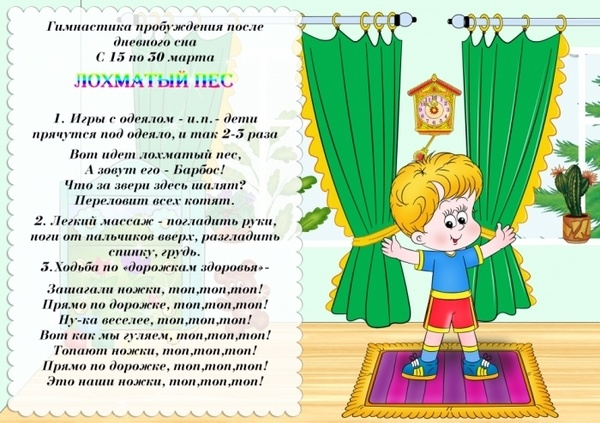 Гимнастика пробуждения после
дневного сна
С 15 по 30 марта
ЛОХМАТЫЙ ПЕС
1. Игры с одеялом - и.п.- дети
прячутся под одеяло, и так 2-3 раза
Вот идет лохматый пес,
А зовут его - Барбос!
Что за звери здесь шалят?
Переловит всех котят.
2. Легкий массаж - погладить руки,
ноги от пальчиков вверх, разгладить
спинку, грудь.
3.Ходьба по «дорожкам здоровья»-
Зашагали ножки, топ,топ,топ!
Прямо по дорожке, топ,топ,топ!
Ну-ка веселее, топ,топ,топ!
Вот как мы гуляем, топ,топ,топ!
Топают ножки, топ,топ,топ!
Прямо по дорожке, топ,топ,топ!
Это наши ножки, топ,топ,топ!